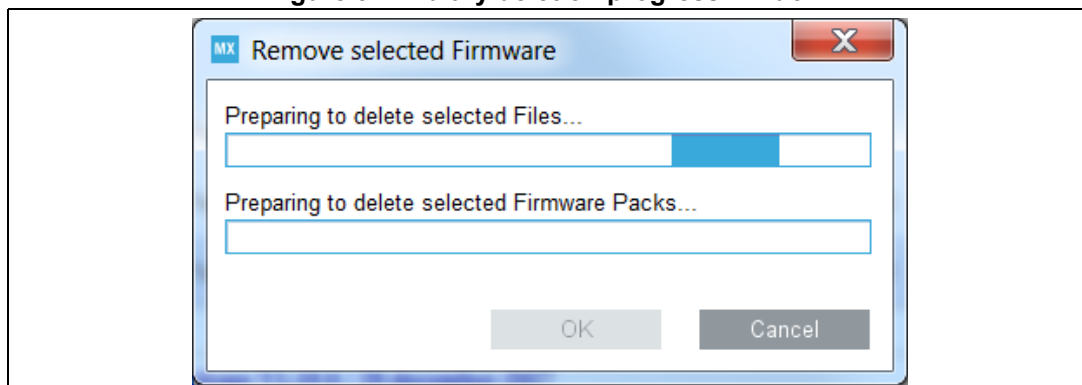 MX Remove selected Firmware
Preparing to delete selected Files...
Preparing to delete selected Firmware Packs...
OK Cancel